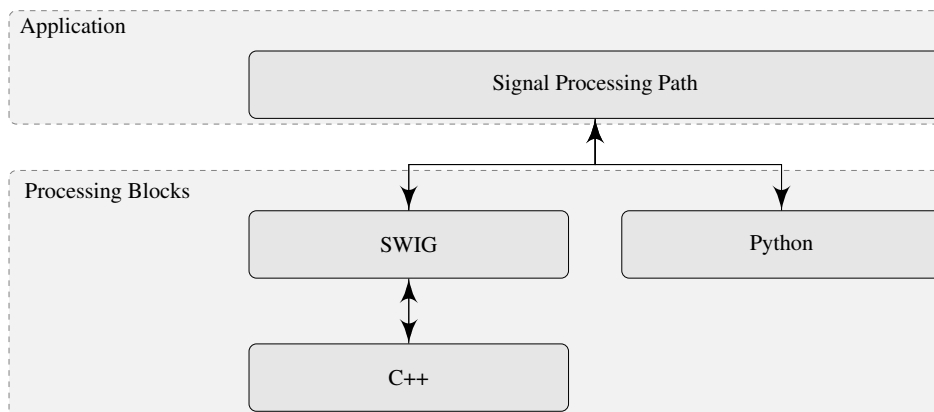 Application
Signal Processing Path
Processing Blocks
SWIG
Python
C++